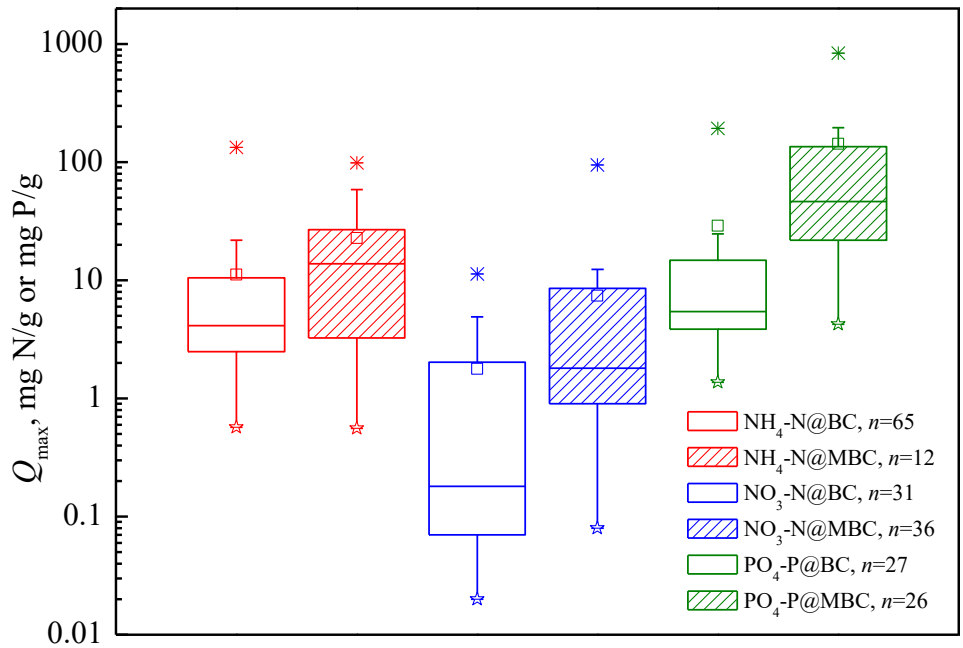 1000
100
10
1
0.1
0.01
Q_max, mg N/g or mg P/g
NH₄-N@BC, n=65
NH₄-N@MBC, n=12
NO₃-N@BC, n=31
NO₃-N@MBC, n=36
PO₄-P@BC, n=27
PO₄-P@MBC, n=26